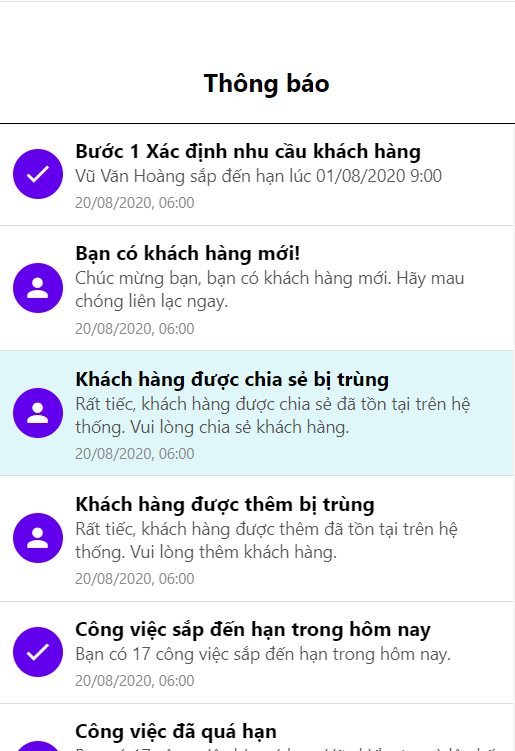 Thông báo
Bước 1 Xác định nhu cầu khách hàng
Vũ Văn Hoàng sắp đến hạn lúc 01/08/2020 9:00
20/08/2020, 06:00
Bạn có khách hàng mới!
Chúc mừng bạn, bạn có khách hàng mới. Hãy mau
chóng liên lạc ngay.
20/08/2020, 06:00
Khách hàng được chia sẻ bị trùng
Rất tiếc, khách hàng được chia sẻ đã tồn tại trên hệ
thống. Vui lòng chia sẻ khách hàng.
20/08/2020, 06:00
Khách hàng được thêm bị trùng
Rất tiếc, khách hàng được thêm đã tồn tại trên hệ
thống. Vui lòng thêm khách hàng.
20/08/2020, 06:00
Công việc sắp đến hạn trong hôm nay
Bạn có 17 công việc sắp đến hạn trong hôm nay.
20/08/2020, 06:00
Công việc đã quá hạn